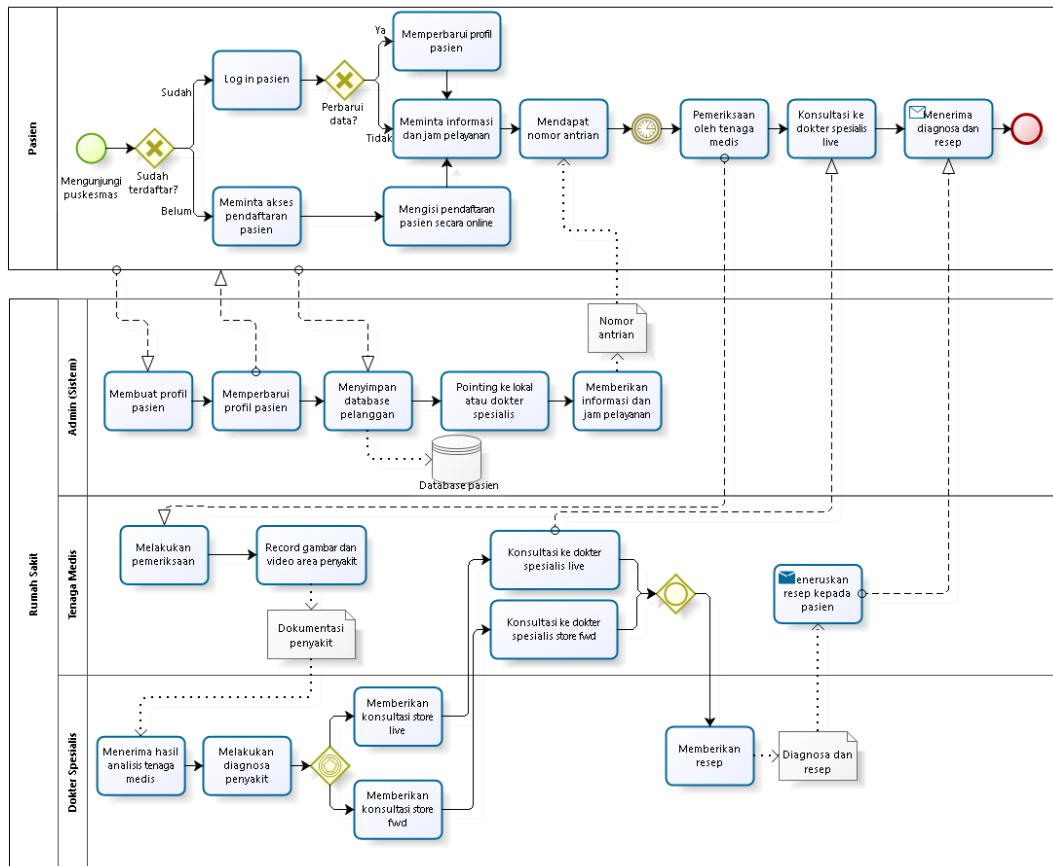 Pasien
Mengunjungi
puskesmas
Sudah
terdaftar?
Sudah
Belum
Log in pasien
Meminta akses
pendaftaran
pasien
Perbarui
data?
Ya
Tidak
Memperbarui profil
pasien
Meminta informasi
dan jam pelayanan
Mengisi pendaftaran
pasien secara online
Mendapat
nomor antrian
Pemeriksaan
oleh tenaga
medis
Konsultasi ke
dokter spesialis
live
Menerima
diagnosa dan
resep
Rumah Sakit
Admin (Sistem)
Membuat profil
pasien
Memperbarui
profil pasien
Menyimpan
database
pelanggan
Database pasien
Pointing ke lokal
atau dokter
spesialis
Memberikan
informasi dan
jam pelayanan
Nomor
antrian
Tenaga Medis
Melakukan
pemeriksaan
Record gambar dan
video area penyakit
Dokumentasi
penyakit
Konsultasi ke dokter
spesialis live
Konsultasi ke dokter
spesialis store fwd
eneruskan
resep kepada
pasien
Dokter Spesialis
Menerima hasil
analisis tenaga
medis
Melakukan
diagnosa
penyakit
Memberikan
konsultasi store
live
Memberikan
konsultasi store
fwd
Memberikan
resep
Diagnosa dan
resep